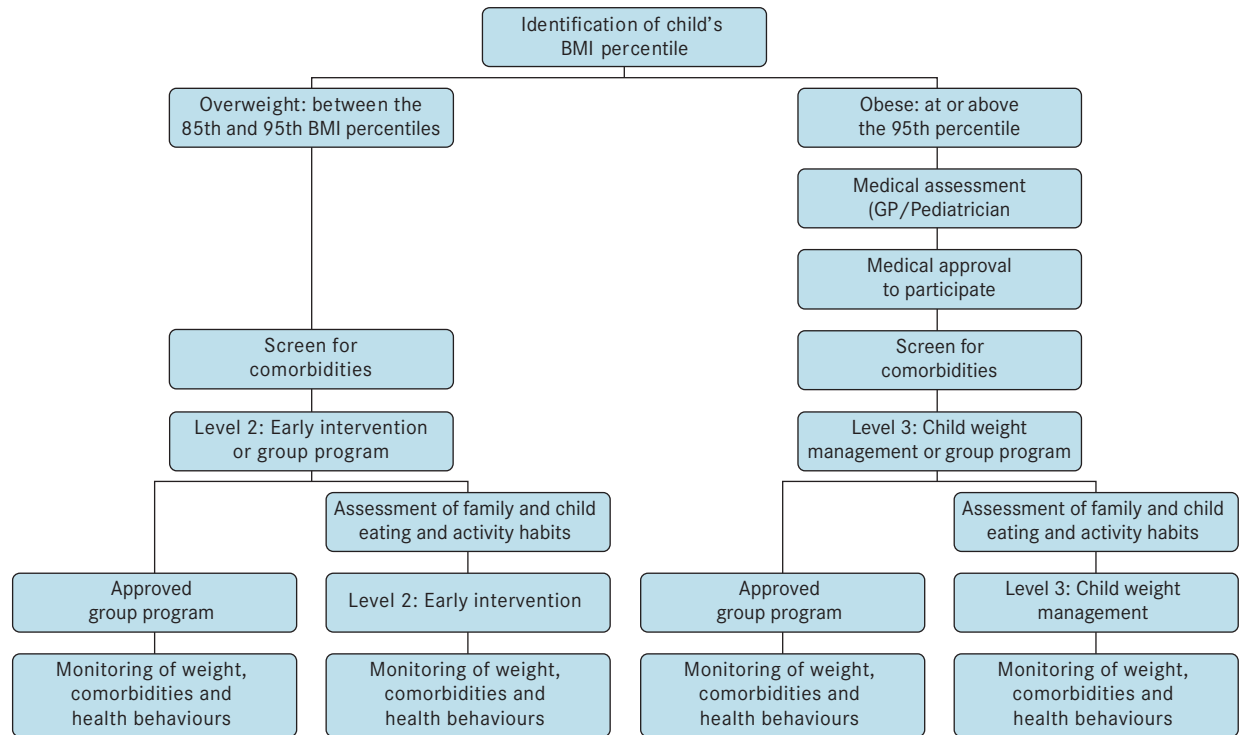 Identification of child's
BMI percentile
Overweight: between the
85th and 95th BMI percentiles
Obese: at or above
the 95th percentile
Medical assessment
(GP/Pediatrician
Medical approval
to participate
Screen for
comorbidities
Screen for
comorbidities
Level 2: Early intervention
or group program
Level 3: Child weight
management or group program
Assessment of family and child
eating and activity habits
Assessment of family and child
eating and activity habits
Approved
group program
Level 2: Early intervention
Approved
group program
Level 3: Child weight
management
Monitoring of weight,
comorbidities and
health behaviours
Monitoring of weight,
comorbidities and
health behaviours
Monitoring of weight,
comorbidities and
health behaviours
Monitoring of weight,
comorbidities and
health behaviours